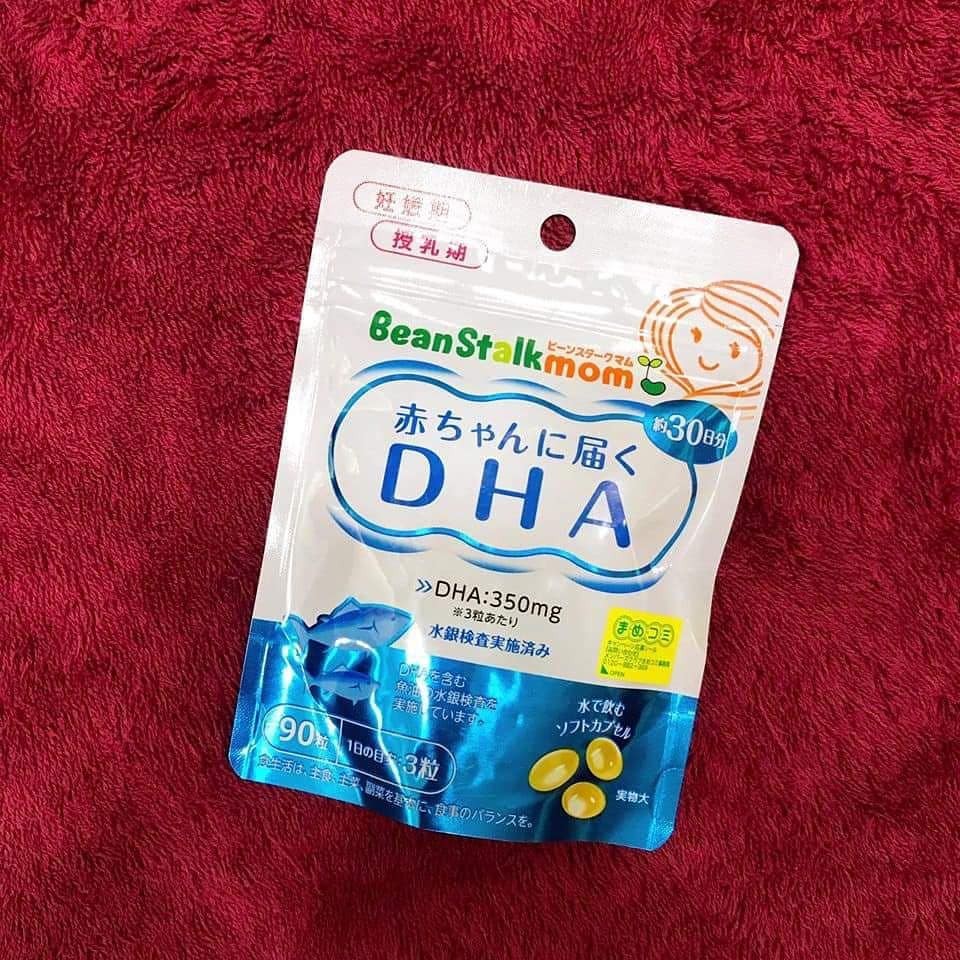 妊娠期
授乳期
BeanStalk
ビーンスタークマム
mom
約30日分
赤ちゃんに届く
DHA
DHA:350mg
※3粒あたり
水銀検査実施済み
まめコミ
OPEN
DHAを含む
魚油の水銀検査を
実施しています。
水で飲む
ソフトカプセル
90粒
1日の目安:3粒
実物大
食生活は、主食、主菜、副菜を基本に、食事のバランスを。